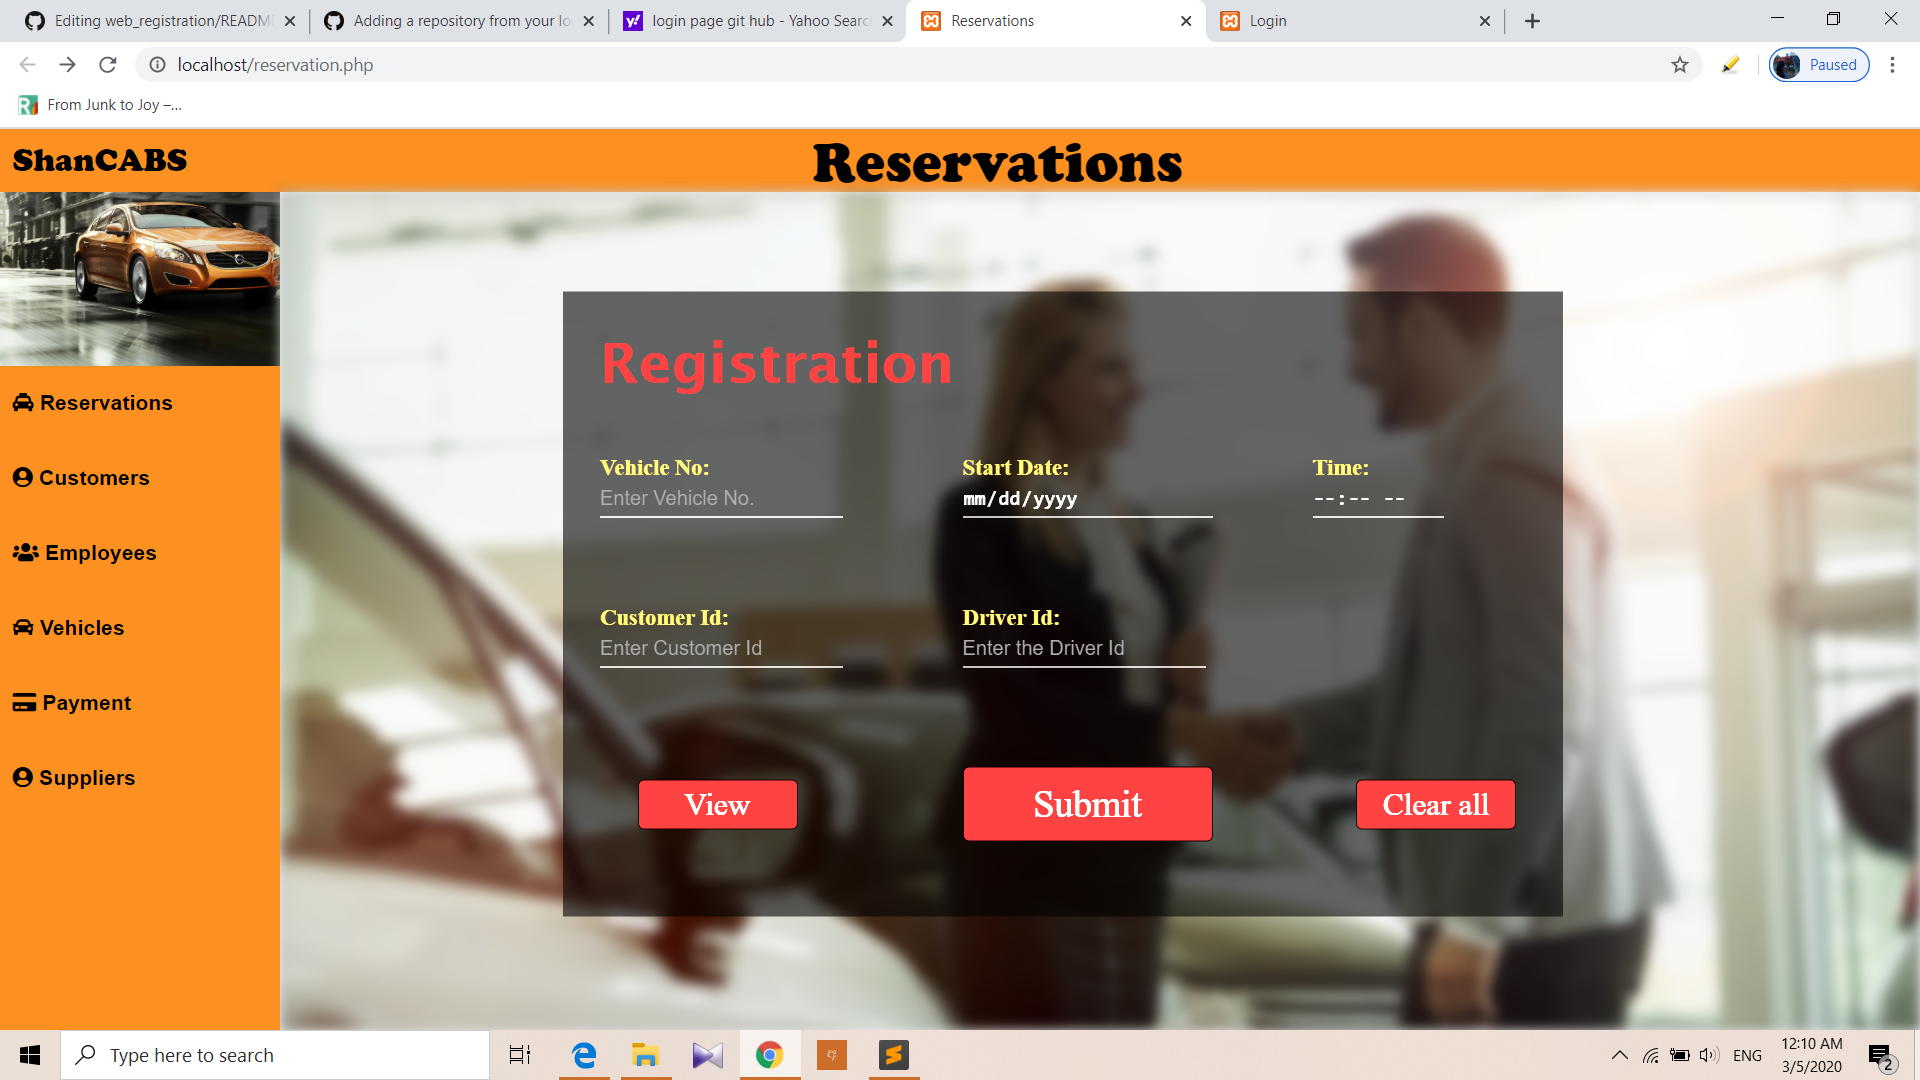 Editing web_registration/READM
Adding a repository from your lo
login page git hub - Yahoo Searc
Reservations
Login
localhost/reservation.php
Paused
From Junk to Joy –...
ShanCABS
Reservations
Registration
Reservations
Customers
Employees
Vehicles
Payment
Suppliers
Vehicle No:
Start Date:
Time:
Enter Vehicle No.
mm/dd/yyyy
--:-- --
Customer Id:
Driver Id:
Enter Customer Id
Enter the Driver Id
View
Submit
Clear all
Type here to search
ENG
12:10 AM
3/5/2020
2